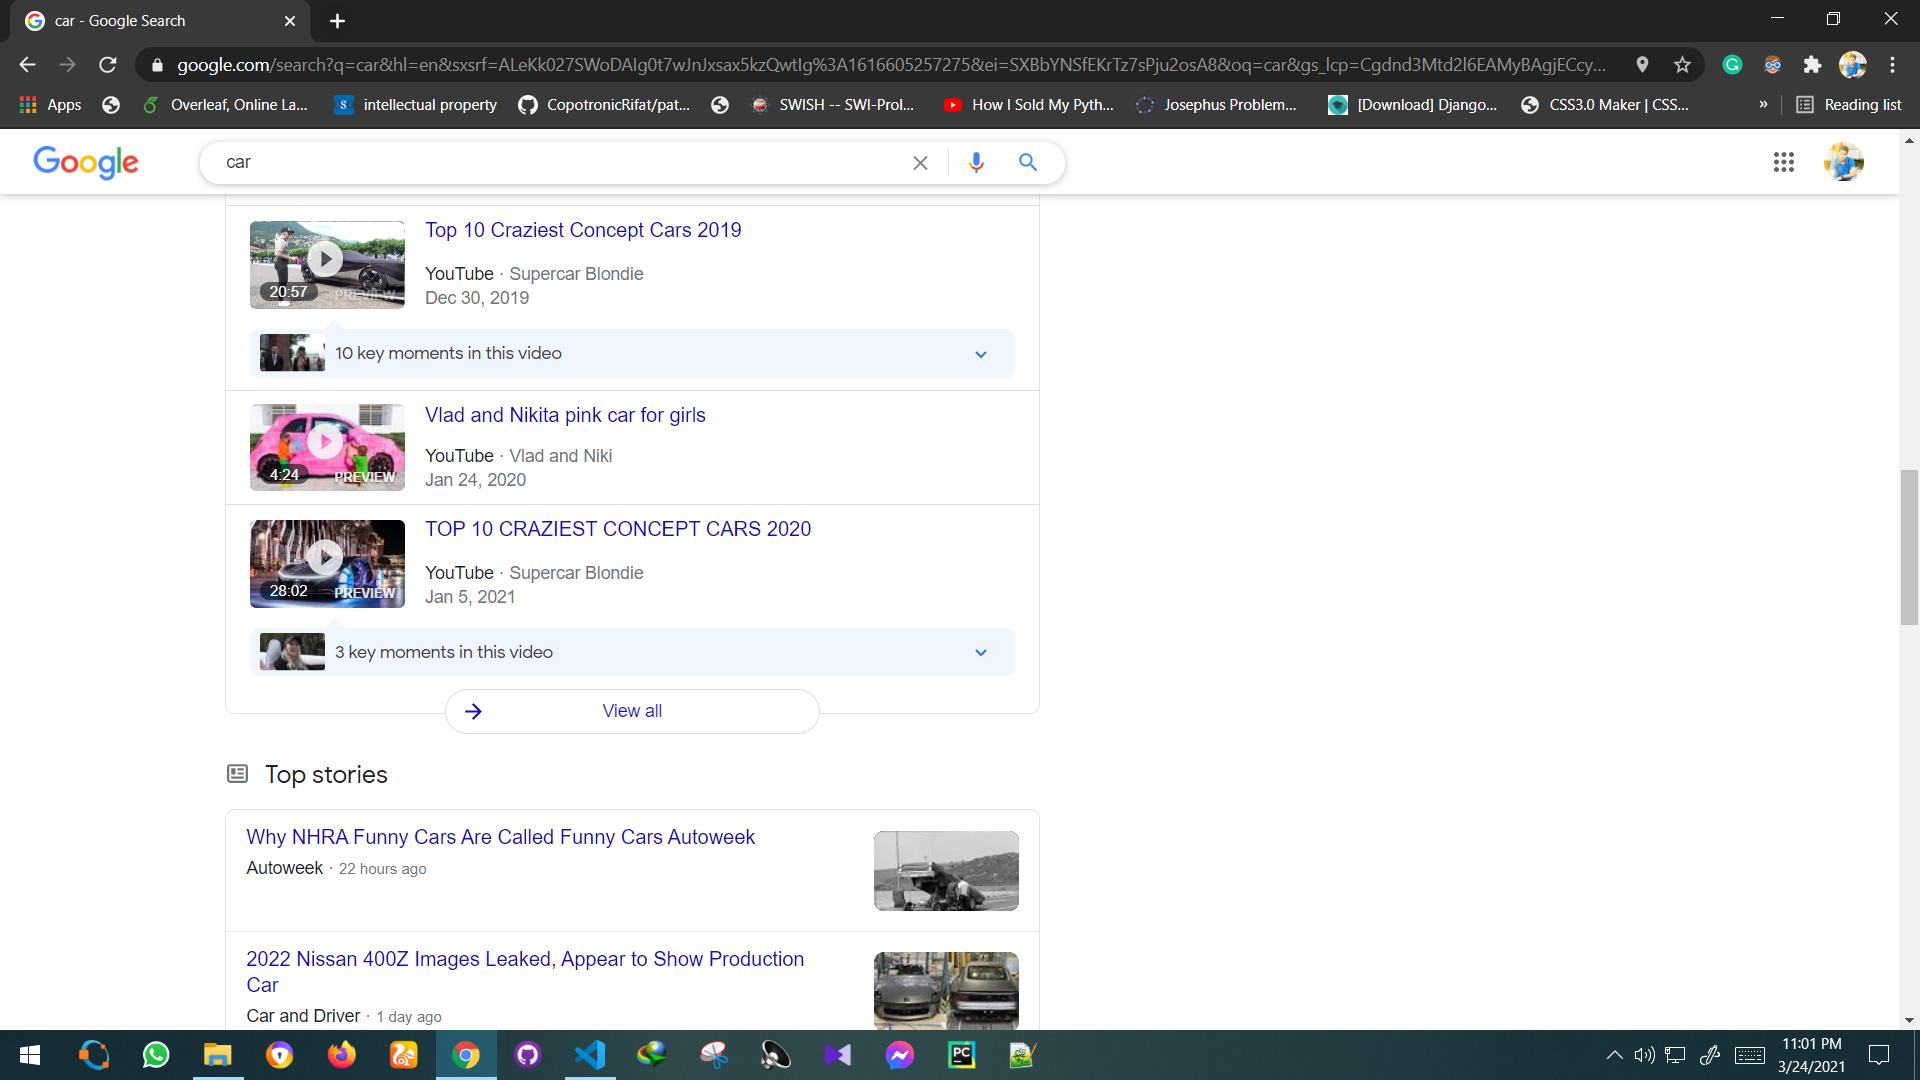 car - Google Search
google.com/search?q=car&hl=en&sxsrf=ALeKk027SWoDAlg0t7wJnJxsax5kzQwtIg%3A1616605257275&ei=SXBbYNSfEKrTz7sPju2osA8&oq=car&gs_lcp=Cgdnd3Mtd2l6EAMyBAgjECcy...
Apps
Overleaf, Online La...
intellectual property
CopotronicRifat/pat...
SWISH -- SWI-Prol...
How I Sold My Pyth...
Josephus Problem...
[Download] Django...
CSS3.0 Maker | CSS...
»
Reading list
Google
car
Top 10 Craziest Concept Cars 2019
YouTube · Supercar Blondie
Dec 30, 2019
20:57
PREVIEW
10 key moments in this video
Vlad and Nikita pink car for girls
YouTube · Vlad and Niki
Jan 24, 2020
4:24
PREVIEW
TOP 10 CRAZIEST CONCEPT CARS 2020
YouTube · Supercar Blondie
Jan 5, 2021
28:02
PREVIEW
3 key moments in this video
View all
Top stories
Why NHRA Funny Cars Are Called Funny Cars Autoweek
Autoweek · 22 hours ago
2022 Nissan 400Z Images Leaked, Appear to Show Production
Car
Car and Driver · 1 day ago
11:01 PM
3/24/2021